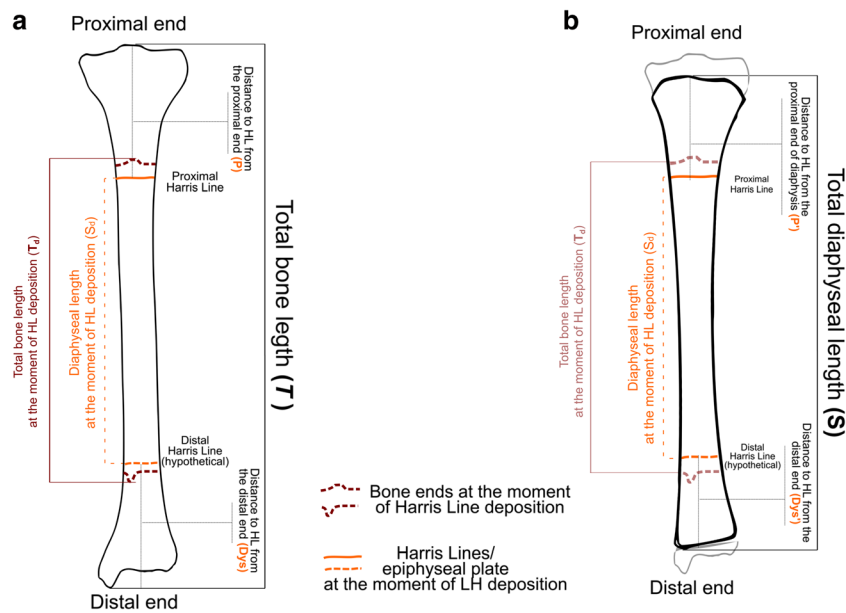 a
Proximal end
Distance to HL from
the proximal end (P)
Proximal
Harris Line
Total bone length
at the moment of HL deposition (Td)
Diaphyseal length
at the moment of HL deposition (Sd)
Total bone legth (T)
Distal
Harris Line
(hypothetical)
Distance to HL from
the distal end (Dys)
Distal end
Bone ends at the moment
of Harris Line deposition
Harris Lines/
epiphyseal plate
at the moment of LH deposition
b
Proximal end
Distance to HL from the
proximal end of diaphysis (P')
Proximal
Harris Line
Total bone length
at the moment of HL deposition (Td)
Diaphyseal length
at the moment of HL deposition (Sd)
Total diaphyseal length (S)
Distal
Harris Line
(hypothetical)
Distance to HL from the
distal end (Dys')
Distal end